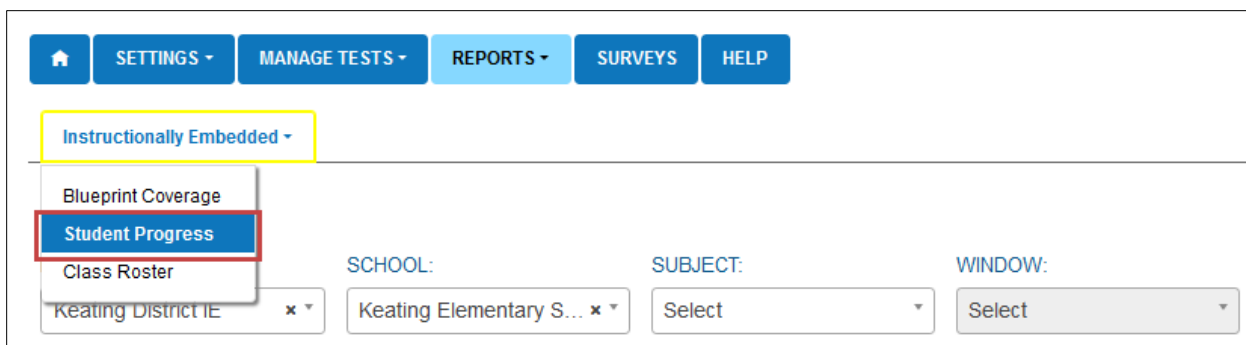 SETTINGS MANAGE TESTS REPORTS SURVEYS HELP
Instructionally Embedded
Blueprint Coverage
Student Progress
Class Roster
SCHOOL: SUBJECT: WINDOW:
Keating District IE × Keating Elementary S... × Select Select